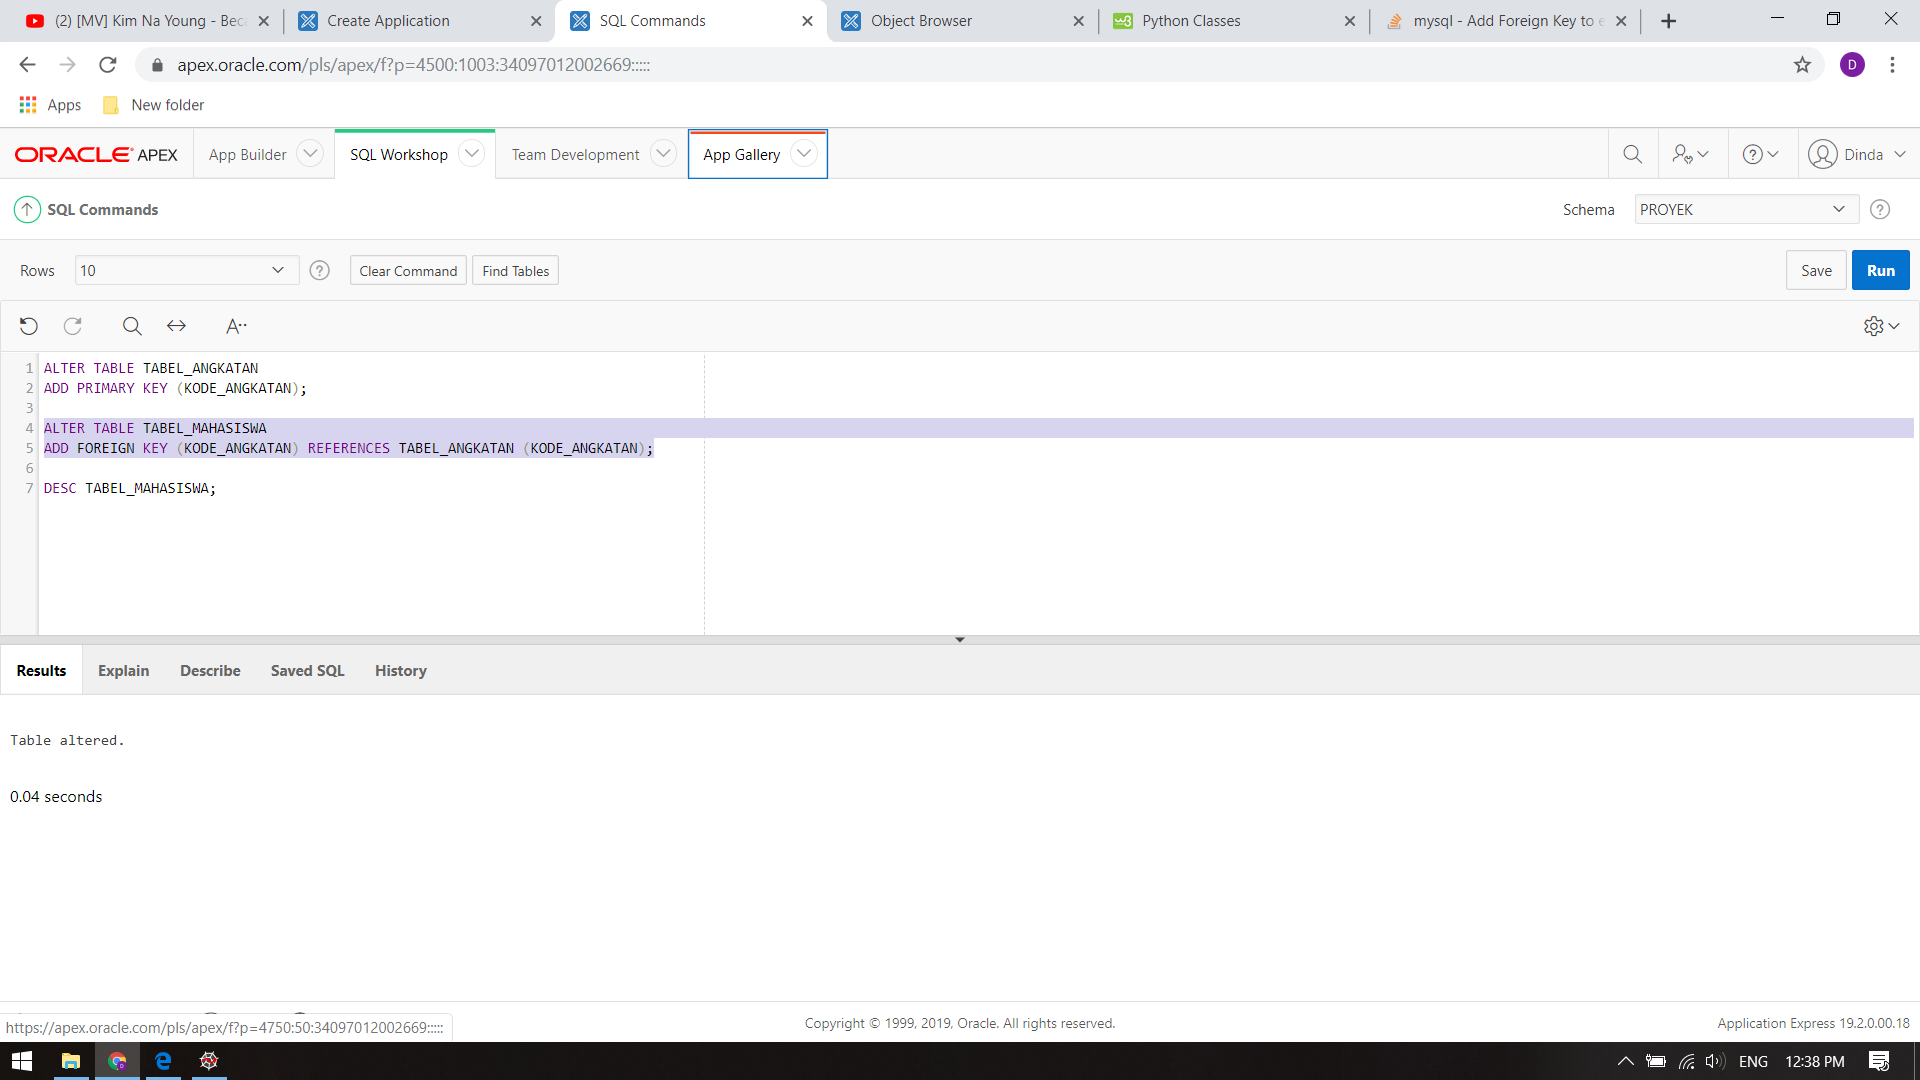 (2) [MV] Kim Na Young - Bec
Create Application
SQL Commands
Object Browser
Python Classes
mysql - Add Foreign Key to e
apex.oracle.com/pls/apex/f?p=4500:1003:34097012002669:::::
D
Apps
New folder
ORACLE APEX
App Builder
SQL Workshop
Team Development
App Gallery
Dinda
SQL Commands
Schema
PROYEK
Rows
10
Clear Command
Find Tables
Save
Run
A
1 ALTER TABLE TABEL_ANGKATAN
2 ADD PRIMARY KEY (KODE_ANGKATAN);
3
4 ALTER TABLE TABEL_MAHASISWA
5 ADD FOREIGN KEY (KODE_ANGKATAN) REFERENCES TABEL_ANGKATAN (KODE_ANGKATAN);
6
7 DESC TABEL_MAHASISWA;
Results
Explain
Describe
Saved SQL
History
Table altered.
0.04 seconds
https://apex.oracle.com/pls/apex/f?p=4750:50:34097012002669:::::
Copyright © 1999, 2019, Oracle. All rights reserved.
Application Express 19.2.0.00.18
ENG
12:38 PM